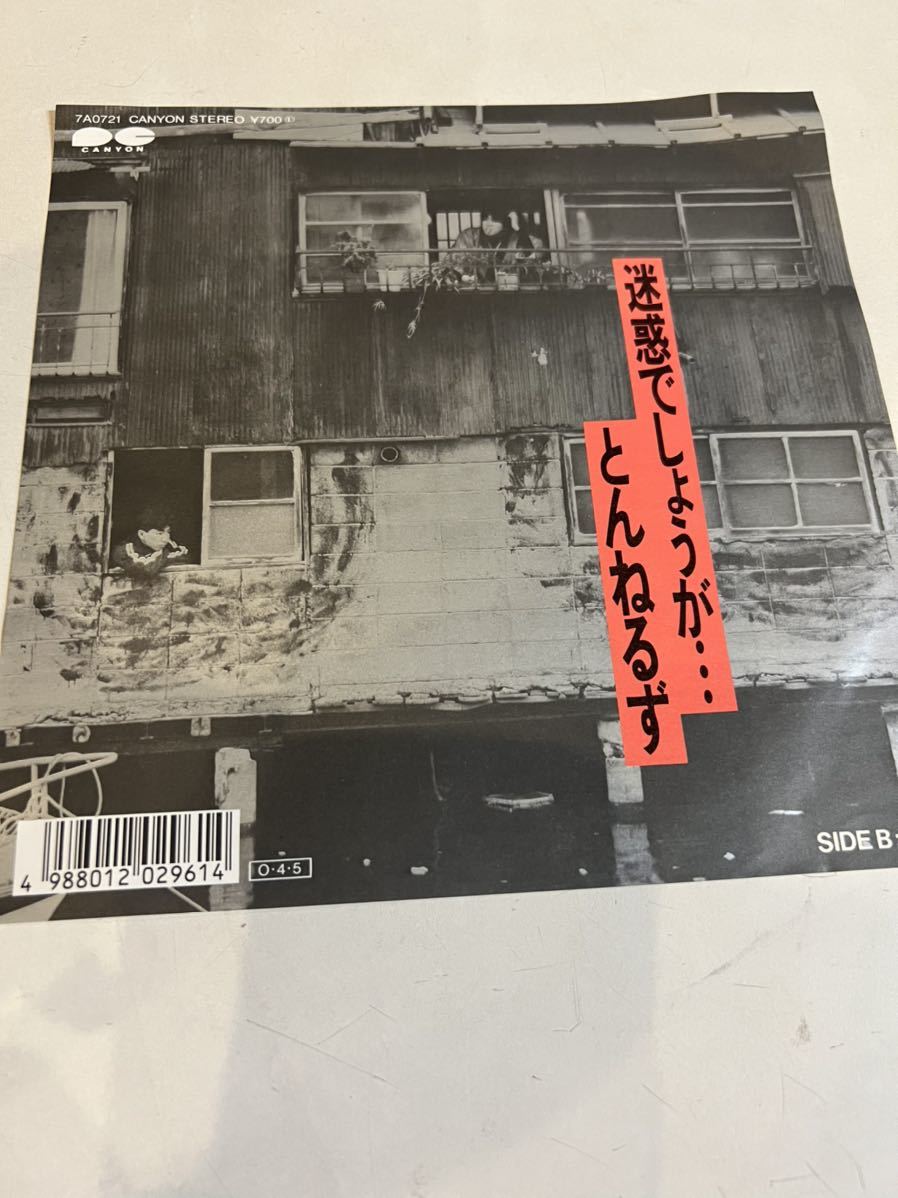 7A0721 CANYON STEREO ¥700
CANYON
迷惑でしょうが…
とんねるず
SIDE B
4 988012 029614
O·4·5